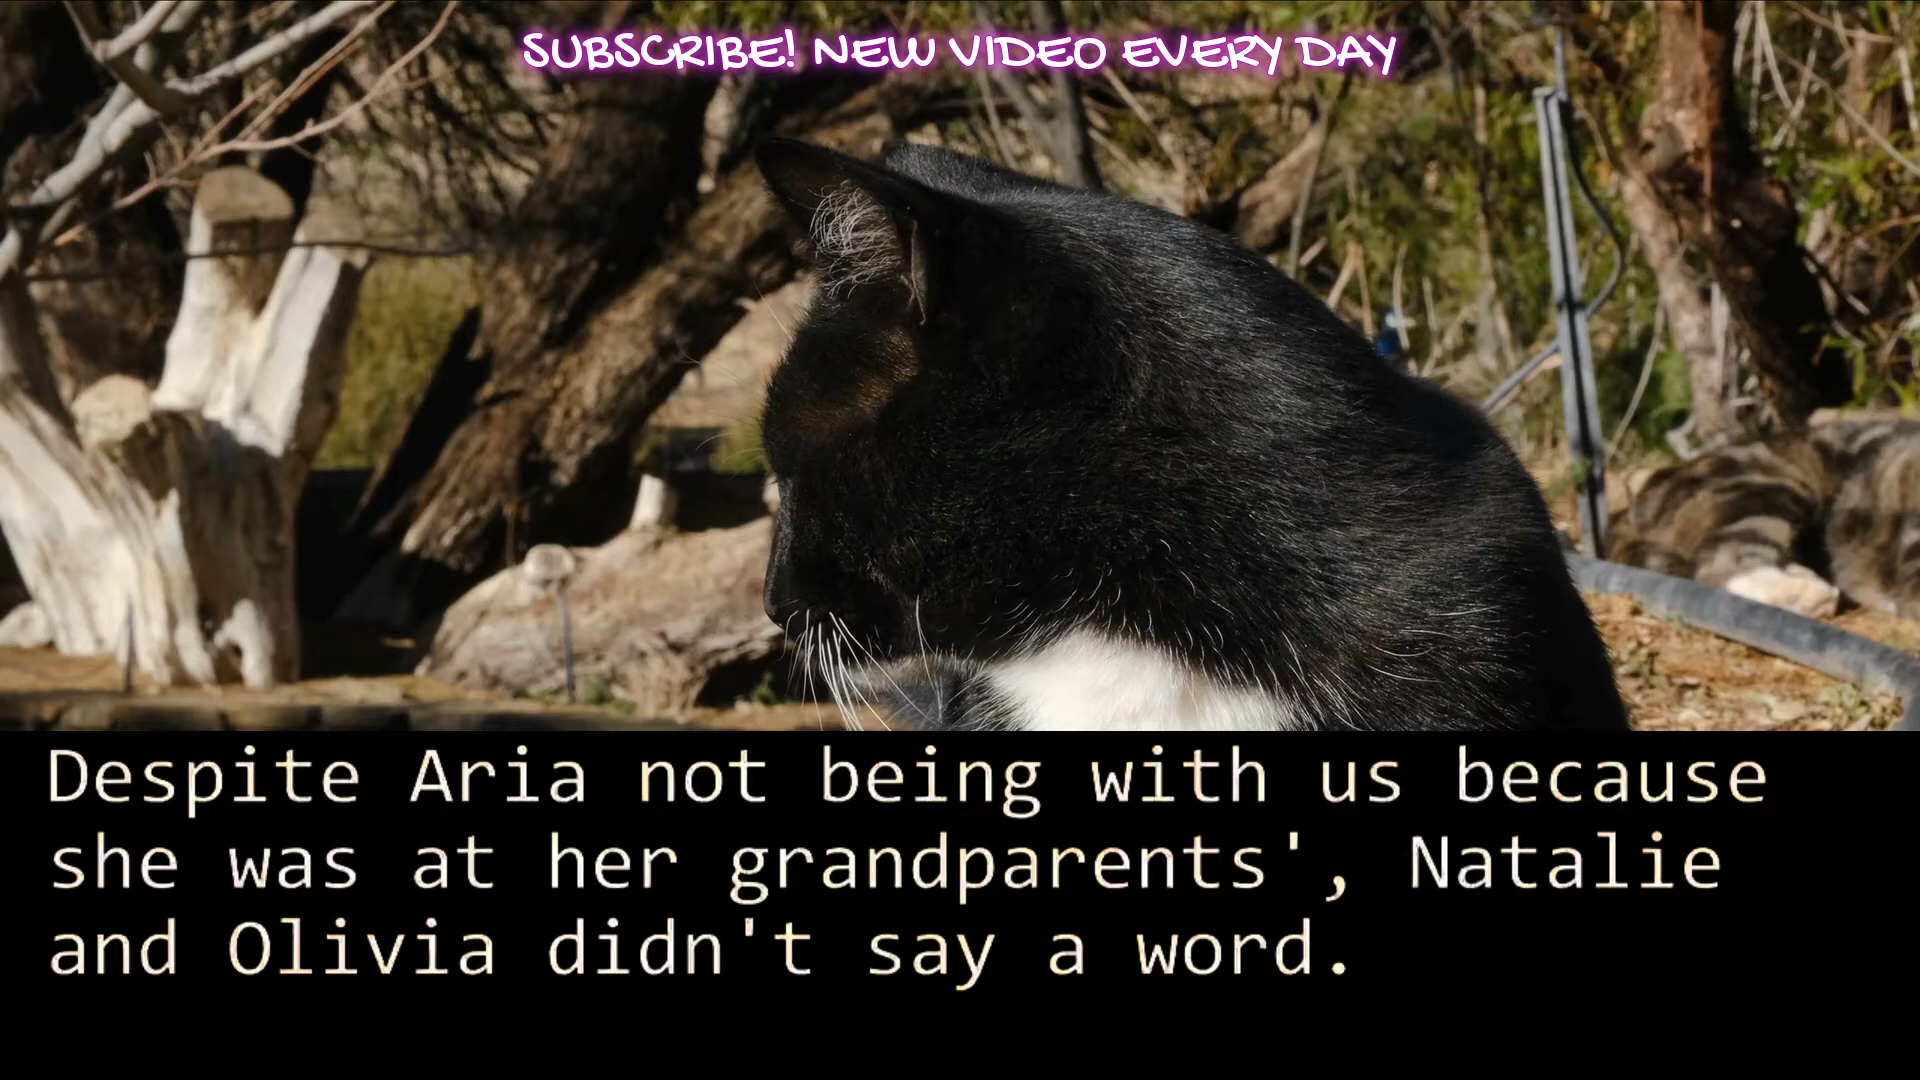 SUBSCRIBE! NEW VIDEO EVERY DAY
Despite Aria not being with us because
she was at her grandparents', Natalie
and Olivia didn't say a word.